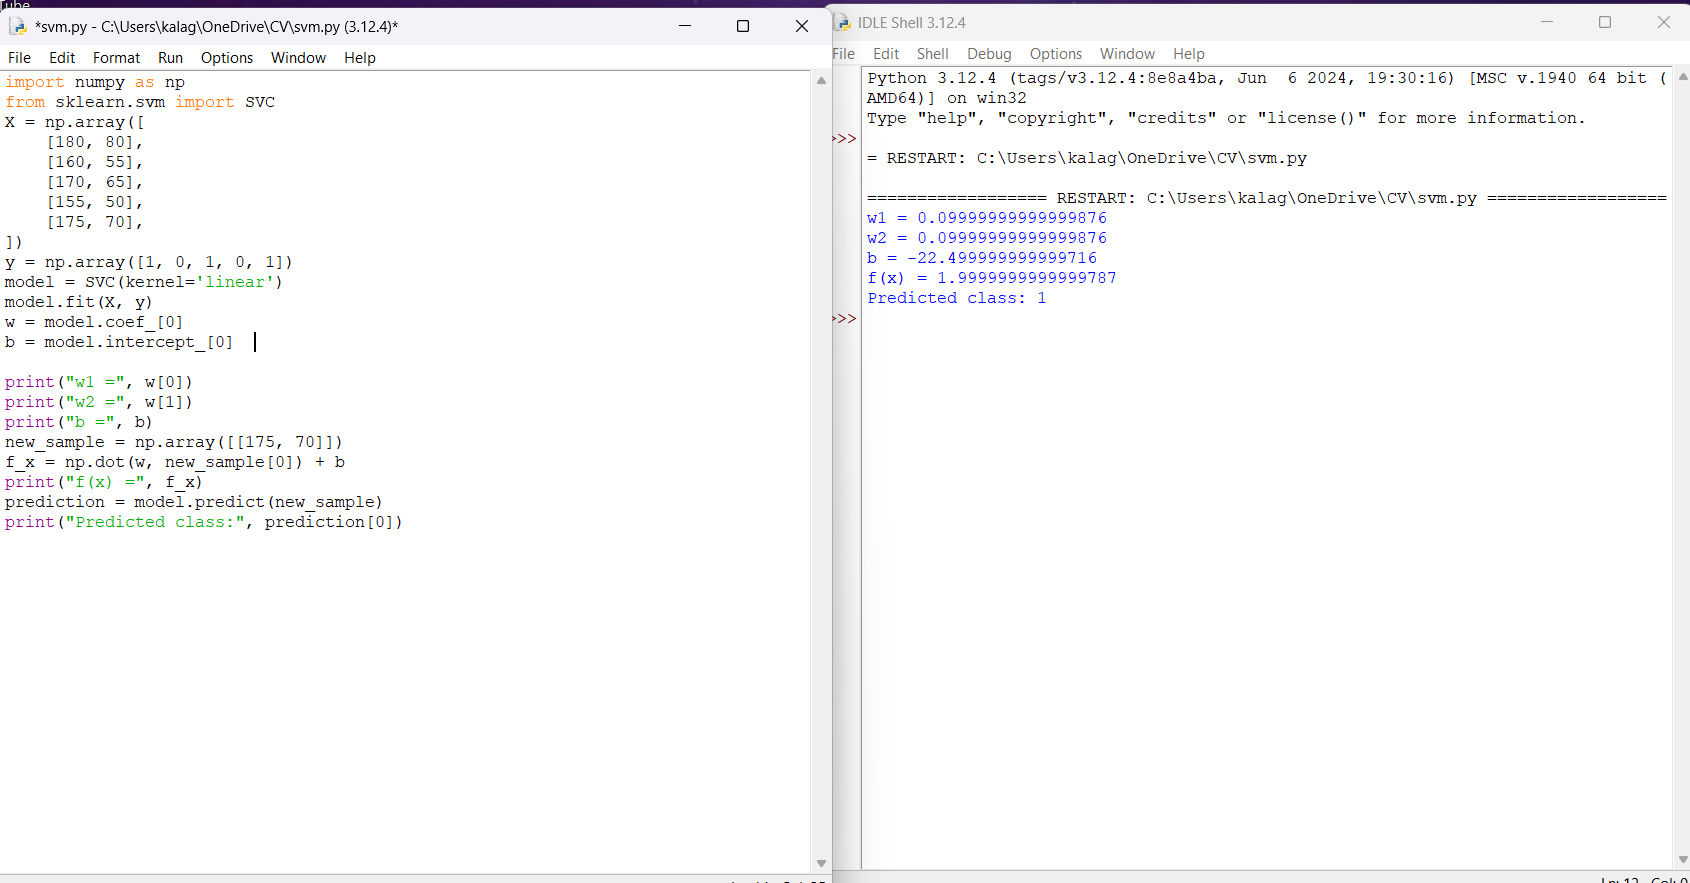 Tube
*svm.py - C:\Users\kalag\OneDrive\CV\svm.py (3.12.4)*
File Edit Format Run Options Window Help
import numpy as np
from sklearn.svm import SVC
X = np.array([
    [180, 80],
    [160, 55],
    [170, 65],
    [155, 50],
    [175, 70],
])
y = np.array([1, 0, 1, 0, 1])
model = SVC(kernel='linear')
model.fit(X, y)
w = model.coef_[0]
b = model.intercept_[0]
print("w1 =", w[0])
print("w2 =", w[1])
print("b =", b)
new_sample = np.array([[175, 70]])
f_x = np.dot(w, new_sample[0]) + b
print("f(x) =", f_x)
prediction = model.predict(new_sample)
print("Predicted class:", prediction[0])
IDLE Shell 3.12.4
File Edit Shell Debug Options Window Help
Python 3.12.4 (tags/v3.12.4:8e8a4ba, Jun  6 2024, 19:30:16) [MSC v.1940 64 bit (
AMD64)] on win32
Type "help", "copyright", "credits" or "license()" for more information.
>>>
= RESTART: C:\Users\kalag\OneDrive\CV\svm.py
================== RESTART: C:\Users\kalag\OneDrive\CV\svm.py ==================
w1 = 0.09999999999999876
w2 = 0.09999999999999876
b = -22.499999999999716
f(x) = 1.9999999999999787
Predicted class: 1
>>>